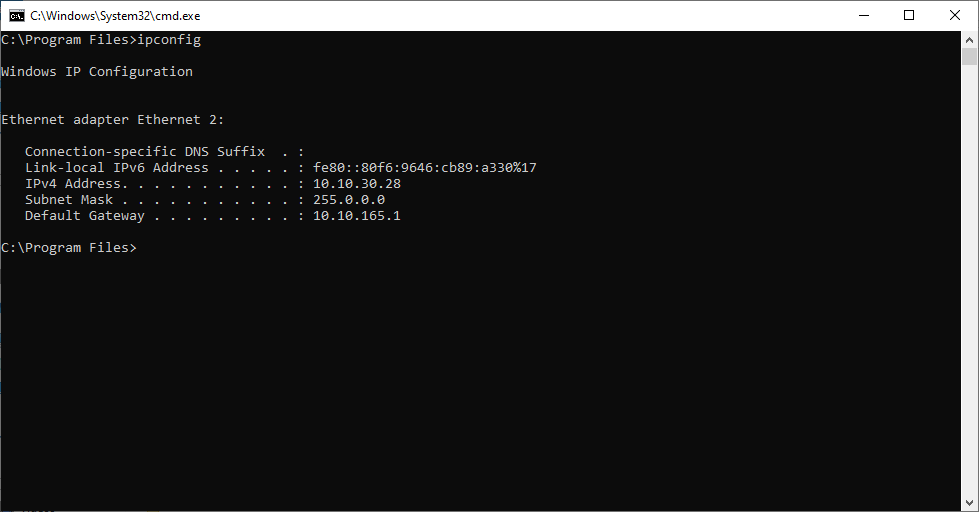 C:\Windows\System32\cmd.exe
C:\Program Files>ipconfig
Windows IP Configuration
Ethernet adapter Ethernet 2:
Connection-specific DNS Suffix  . :
Link-local IPv6 Address . . . . . : fe80::80f6:9646:cb89:a330%17
IPv4 Address. . . . . . . . . . . : 10.10.30.28
Subnet Mask . . . . . . . . . . . : 255.0.0.0
Default Gateway . . . . . . . . . : 10.10.165.1
C:\Program Files>